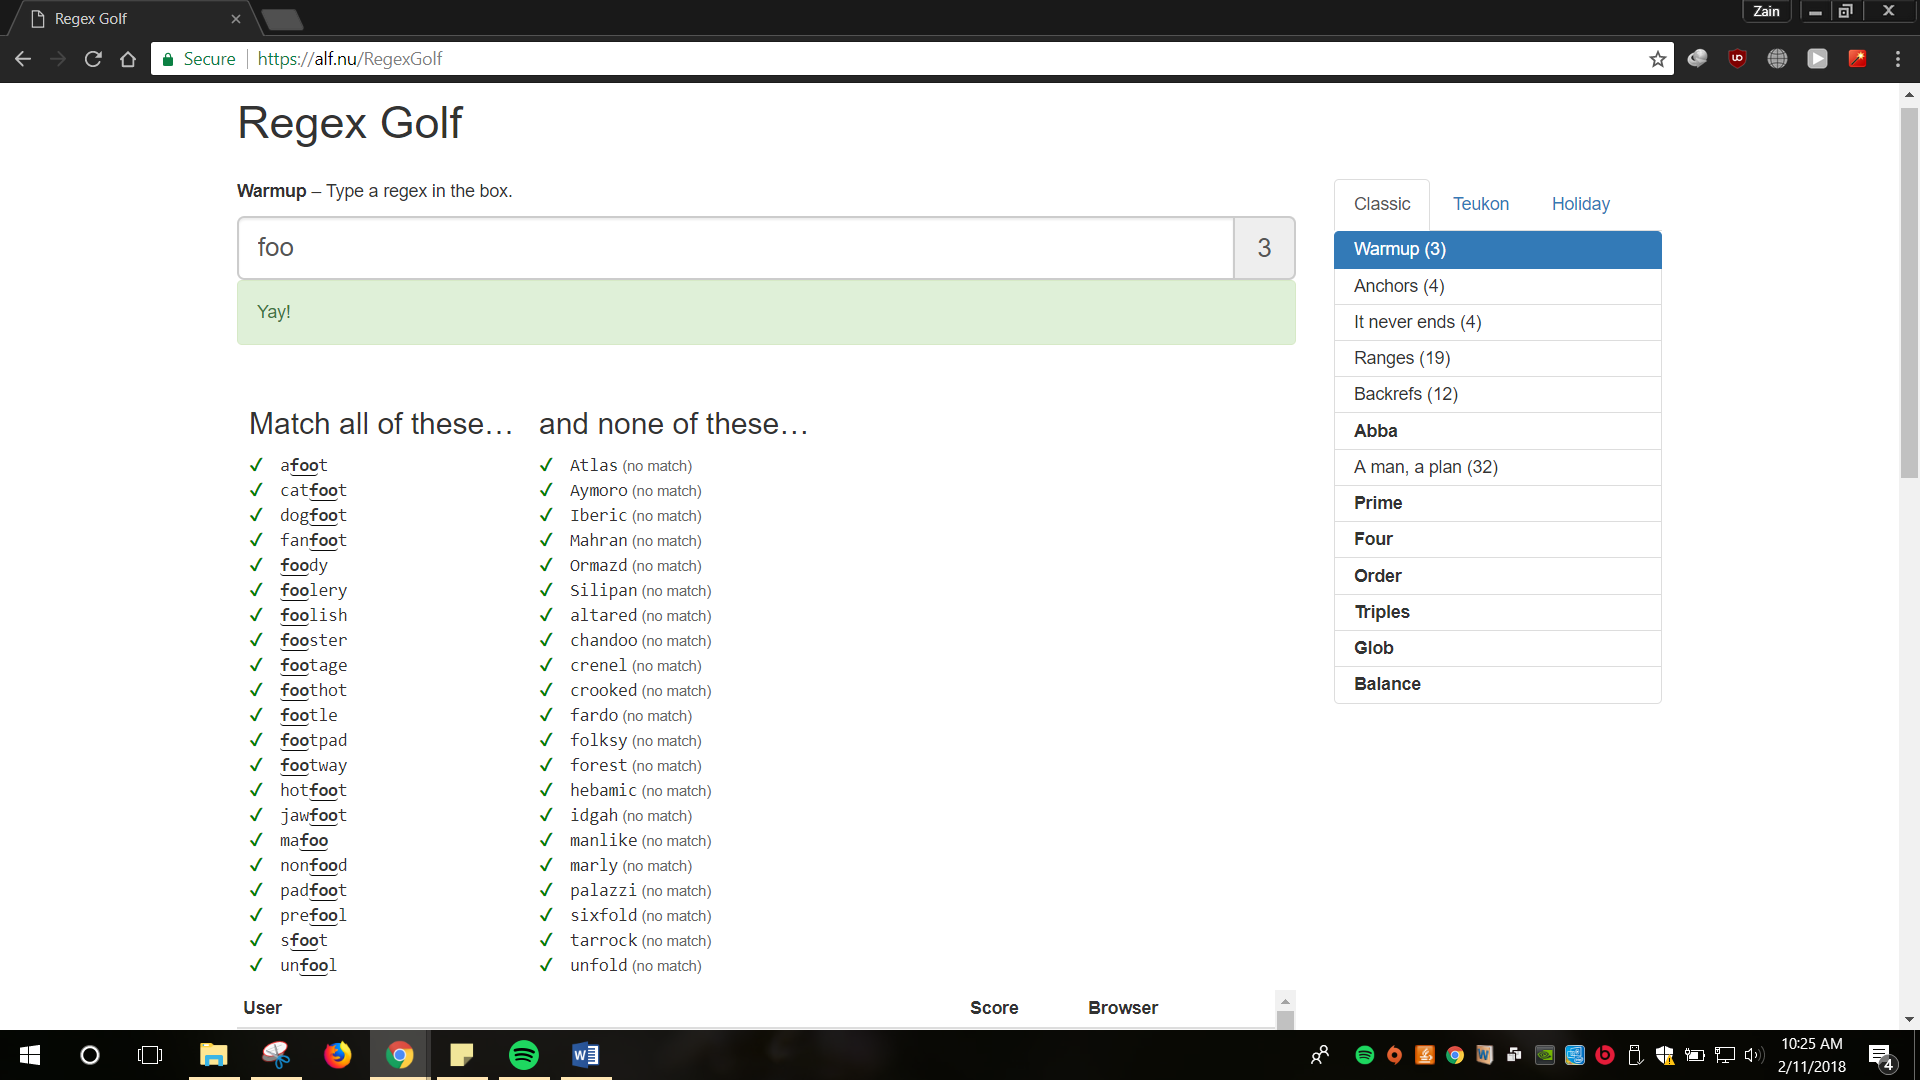 Regex Golf
Zain
Secure https://alf.nu/RegexGolf
Regex Golf
Warmup – Type a regex in the box.
foo 3
Yay!
Match all of these…
afoot
catfoot
dogfoot
fanfoot
foody
foolery
foolish
fooster
footage
foothot
footle
footpad
footway
hotfoot
jawfoot
mafoo
nonfood
padfoot
prefool
sfoot
unfool
and none of these…
Atlas (no match)
Aymoro (no match)
Iberic (no match)
Mahran (no match)
Ormazd (no match)
Silipan (no match)
altared (no match)
chandoo (no match)
crenel (no match)
crooked (no match)
fardo (no match)
folksy (no match)
forest (no match)
hebamic (no match)
idgah (no match)
manlike (no match)
marly (no match)
palazzi (no match)
sixfold (no match)
tarrock (no match)
unfold (no match)
User Score Browser
Classic Teukon Holiday
Warmup (3)
Anchors (4)
It never ends (4)
Ranges (19)
Backrefs (12)
Abba
A man, a plan (32)
Prime
Four
Order
Triples
Glob
Balance
10:25 AM
2/11/2018
4